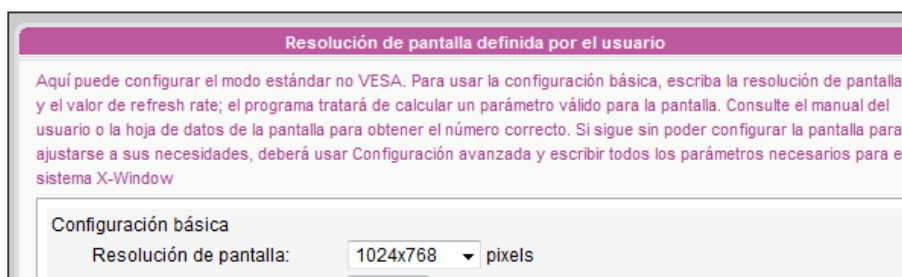 Resolución de pantalla definida por el usuario
Aquí puede configurar el modo estándar no VESA. Para usar la configuración básica, escriba la resolución de pantalla
y el valor de refresh rate; el programa tratará de calcular un parámetro válido para la pantalla. Consulte el manual del
usuario o la hoja de datos de la pantalla para obtener el número correcto. Si sigue sin poder configurar la pantalla para
ajustarse a sus necesidades, deberá usar Configuración avanzada y escribir todos los parámetros necesarios para e
sistema X-Window
Configuración básica
Resolución de pantalla: 1024x768 pixels